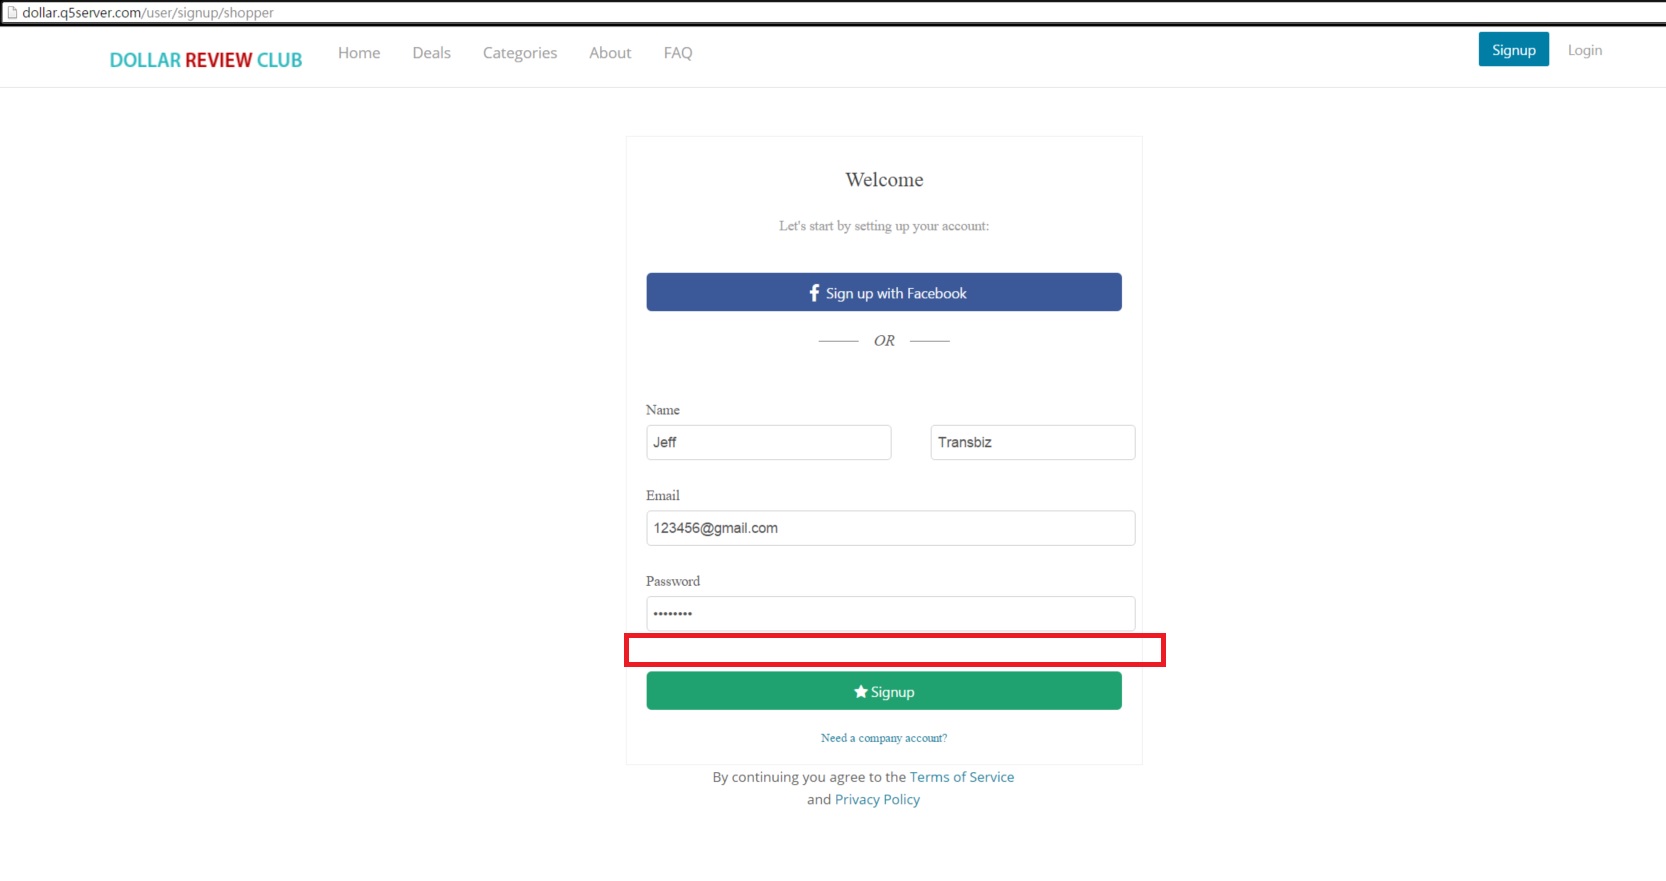 dollar.q5server.com/user/signup/shopper
DOLLAR REVIEW CLUB Home Deals Categories About FAQ Signup Login
Welcome
Let's start by setting up your account:
Sign up with Facebook
OR
Name
Jeff Transbiz
Email
123456@gmail.com
Password
••••••••
Signup
Need a company account?
By continuing you agree to the Terms of Service
and Privacy Policy